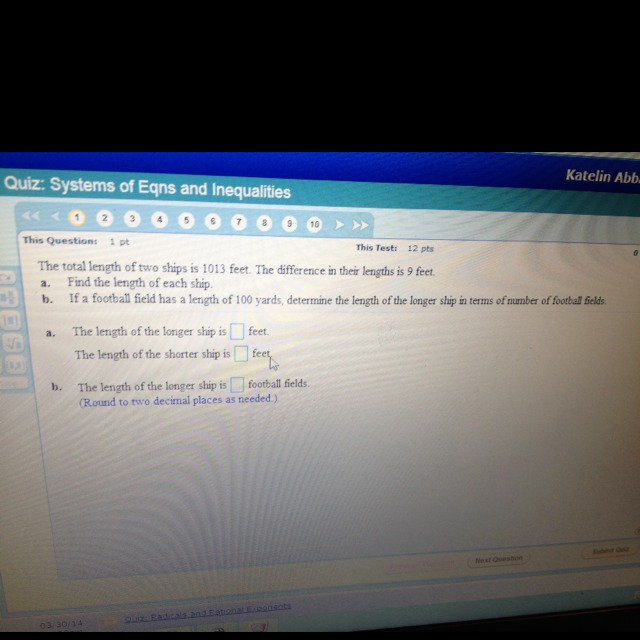 Katelin Abb
Quiz: Systems of Eqns and Inequalities
1 2 3 4 5 6 7 8 9 10
This Question: 1 pt
This Test: 12 pts
0
The total length of two ships is 1013 feet. The difference in their lengths is 9 feet.
a. Find the length of each ship.
b. If a football field has a length of 100 yards, determine the length of the longer ship in terms of number of football fields.
a. The length of the longer ship is feet.
The length of the shorter ship is feet.
b. The length of the longer ship is football fields.
(Round to two decimal places as needed.)
Next Question
Submit Quiz
03/30/14
Quiz: Radicals and Rational Exponents